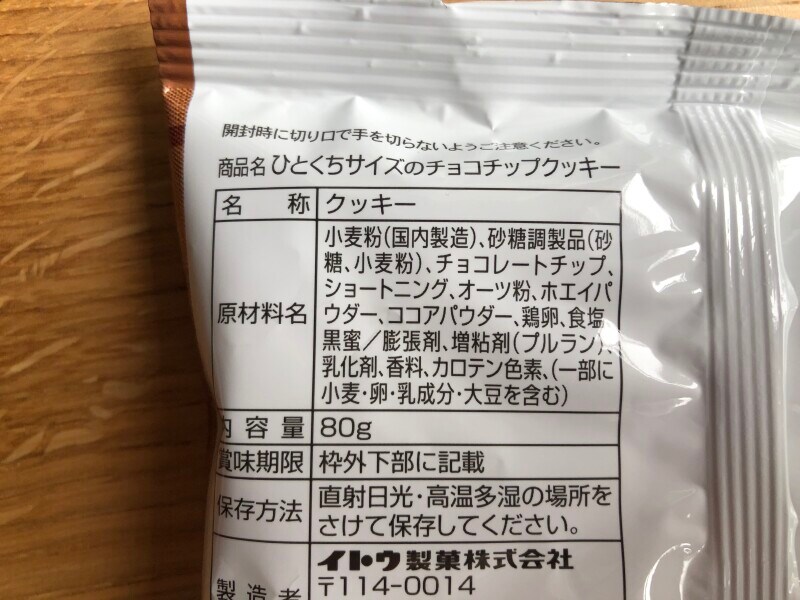 開封時に切り口で手を切らないようご注意ください。
商品名 ひとくちサイズのチョコチップクッキー
名 称 クッキー
原材料名
小麦粉(国内製造)、砂糖調製品(砂
糖、小麦粉)、チョコレートチップ、
ショートニング、オーツ粉、ホエイパ
ウダー、ココアパウダー、鶏卵、食塩、
黒蜜/膨張剤、増粘剤(プルラン)、
乳化剤、香料、カロテン色素、(一部に
小麦・卵・乳成分・大豆を含む)
内 容 量 80g
賞味期限 枠外下部に記載
保存方法
直射日光・高温多湿の場所を
さけて保存してください。
製 造 者
イトウ製菓株式会社
〒114-0014